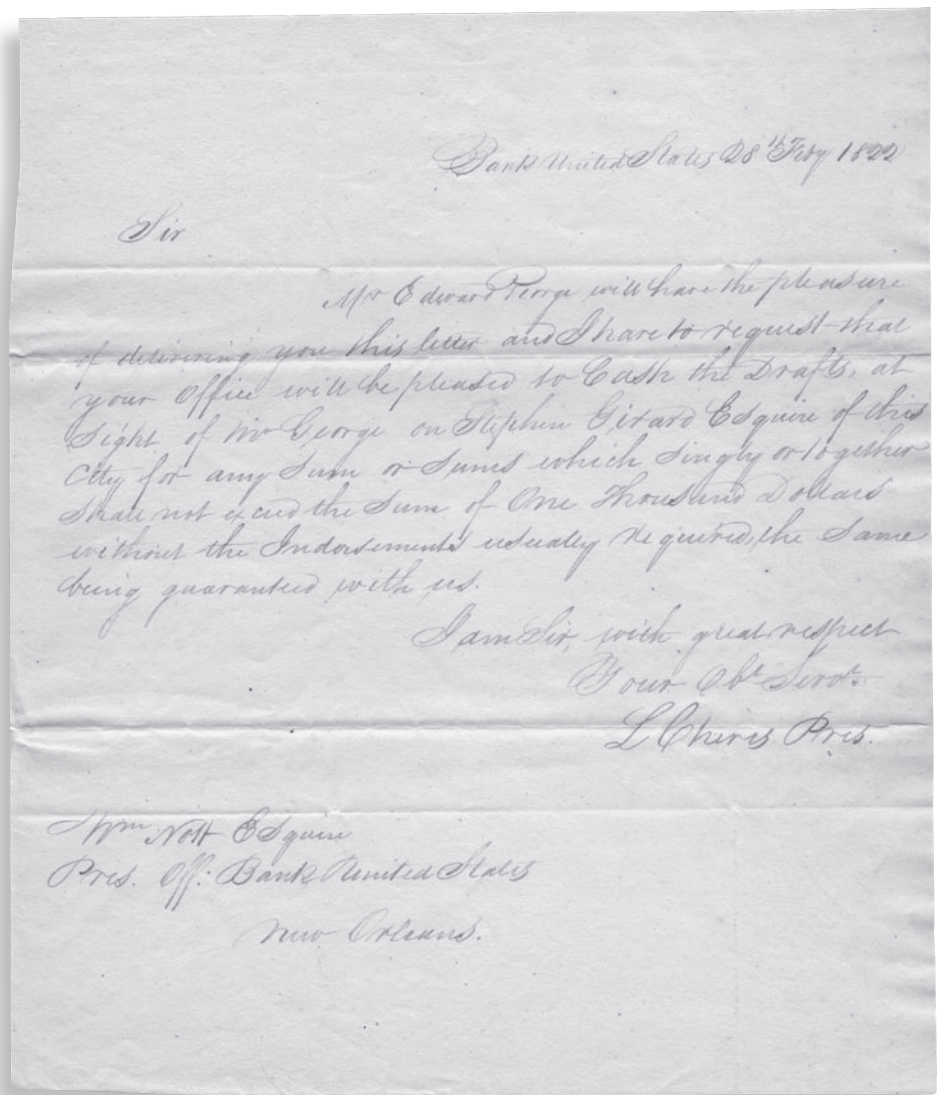 Bank United States 28th Feby 1822
Sir
Mr Edward George will have the pleasure
of delivering you this letter and I have to request that
your Office will be pleased to Cash the Drafts, at
Sight of Mr George on Stephen Girard Esquire of this
City for any Sum or Sums which Singly or together
Shall not exceed the Sum of One Thousand Dollars
without the Indorsements usually required, the Same
being guaranteed with us.
I am Sir, with great respect
Your Obt Servt.
L Cheves Pres.
Wm Nott Esquire
Pres. Off: Bank United States
New Orleans.